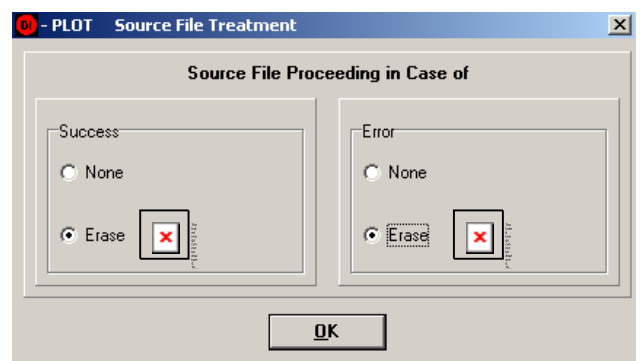 DI - PLOT Source File Treatment
Source File Proceeding in Case of
Success
None
Erase
Error
None
Erase
OK